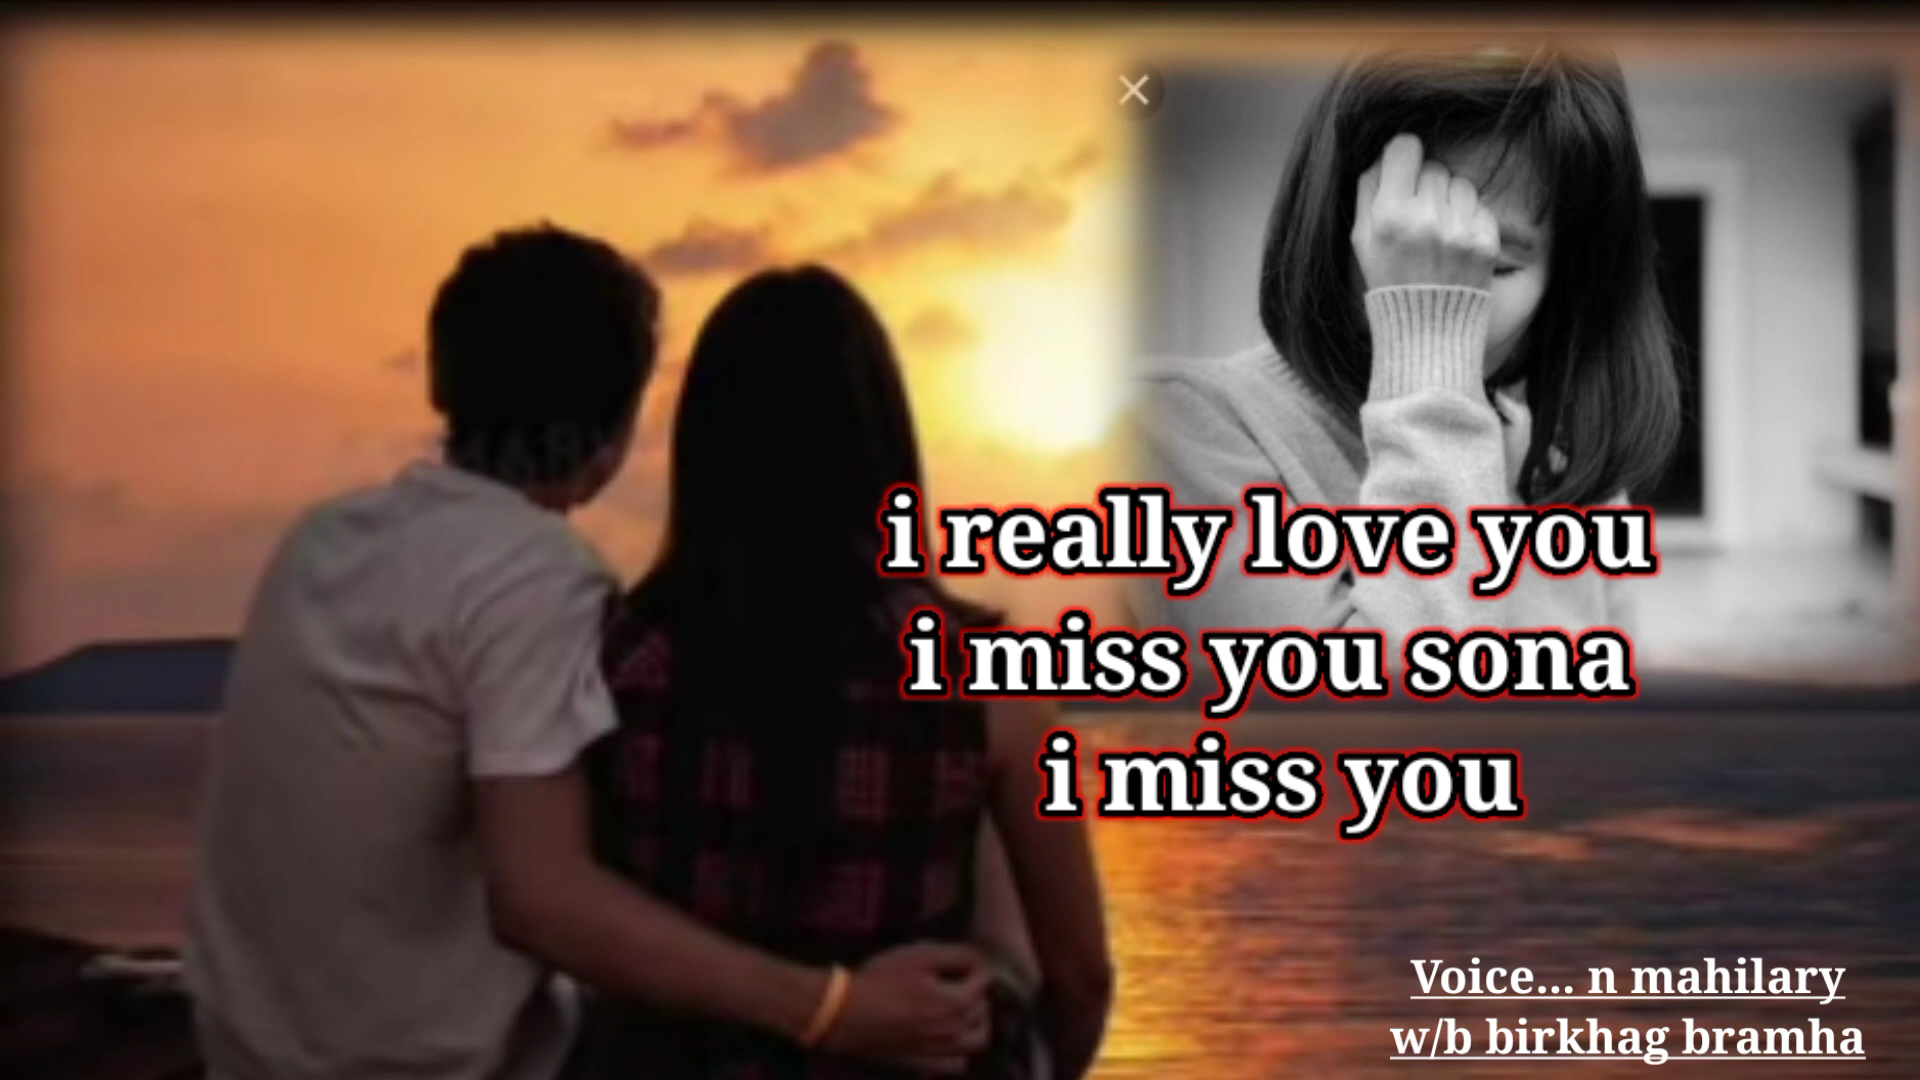 i really love you
i miss you sona
i miss you
Voice... n mahilary
w/b birkhag bramha